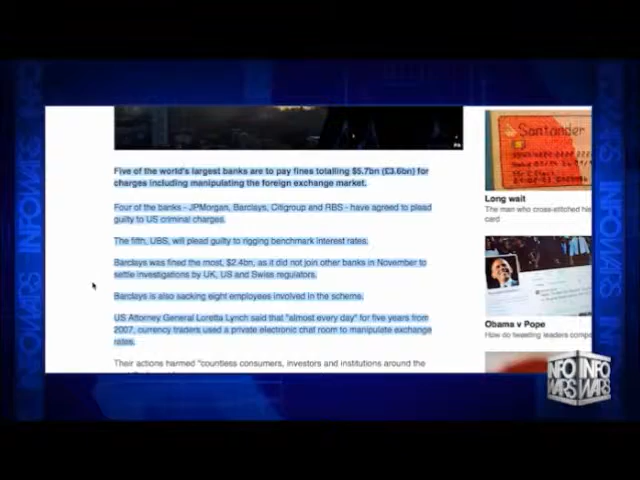 Santander
Five of the world's largest banks are to pay fines totalling $5.7bn (£3.6bn) for
charges including manipulating the foreign exchange market.
Four of the banks - JPMorgan, Barclays, Citigroup and RBS - have agreed to plead
guilty to US criminal charges.
The fifth, UBS, will plead guilty to rigging benchmark interest rates.
Barclays was fined the most, $2.4bn, as it did not join other banks in November to
settle investigations by UK, US and Swiss regulators.
Barclays is also sacking eight employees involved in the scheme.
US Attorney General Loretta Lynch said that "almost every day" for five years from
2007, currency traders used a private electronic chat room to manipulate exchange
rates.
Their actions harmed "countless consumers, investors and institutions around the
Long wait
The man who cross-stitched his
card
Obama v Pope
How do tweeting leaders comp
INFO INFO
WARS WARS
INFOWARS
INFOWARS